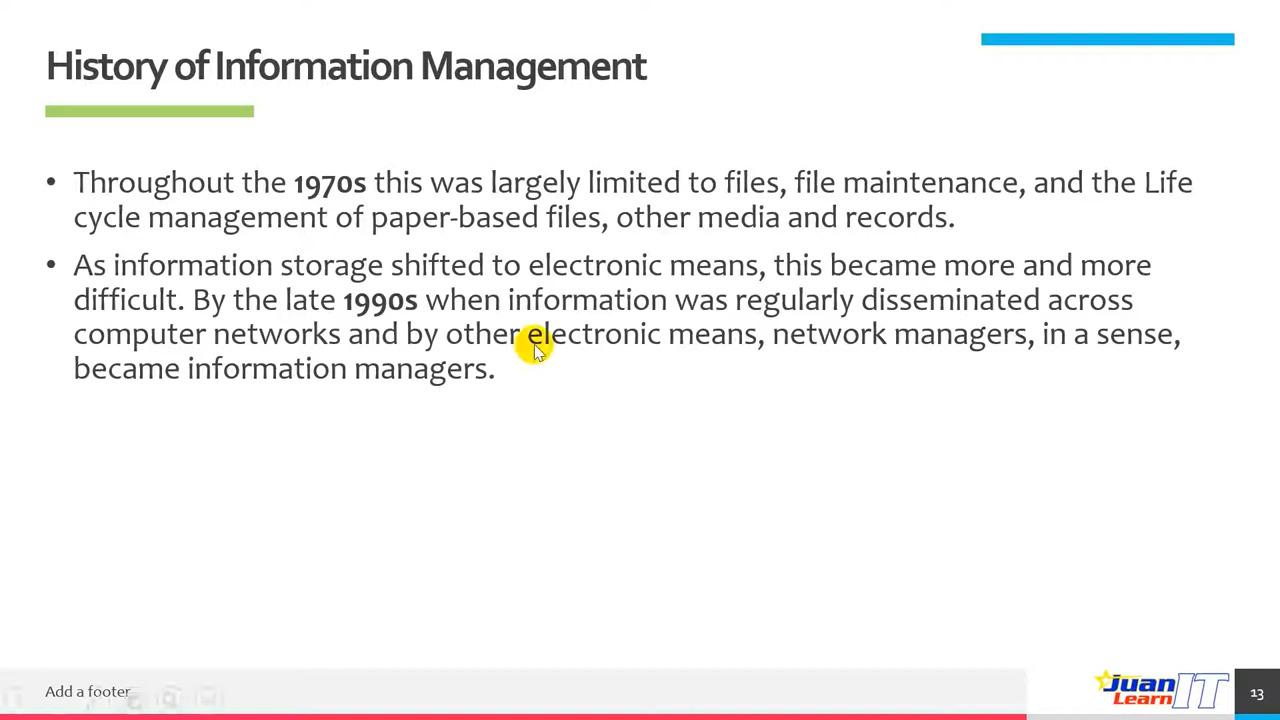 History of Information Management
• Throughout the 1970s this was largely limited to files, file maintenance, and the Life
cycle management of paper-based files, other media and records.
• As information storage shifted to electronic means, this became more and more
difficult. By the late 1990s when information was regularly disseminated across
computer networks and by other electronic means, network managers, in a sense,
became information managers.
Add a footer
Juan
Learn IT
13